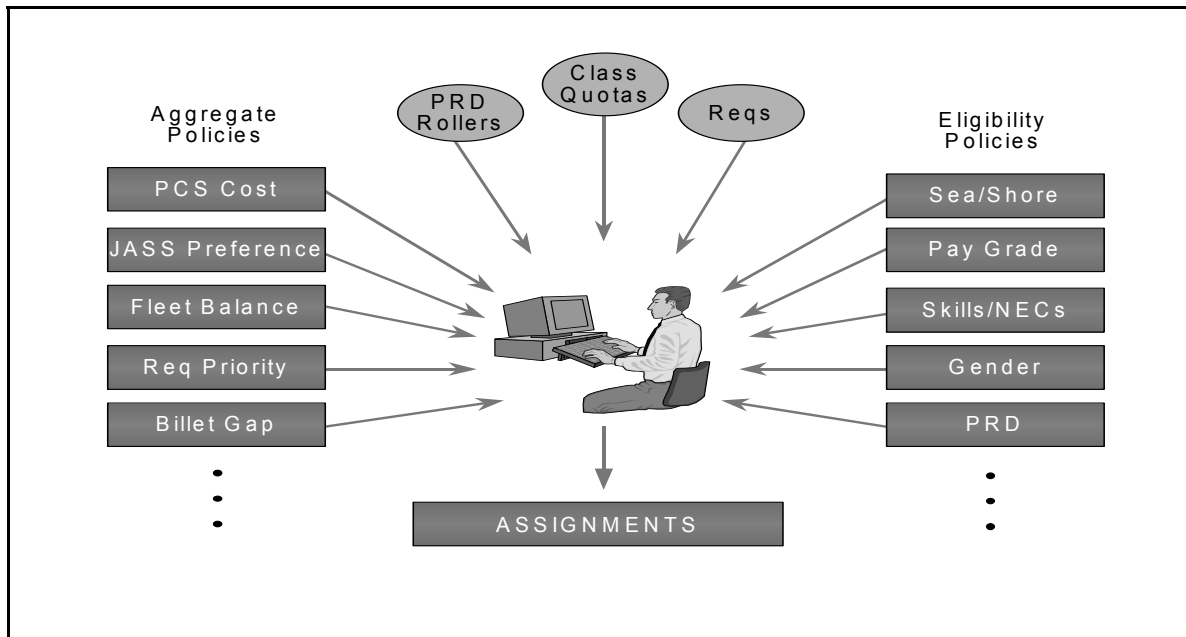 Class
Quotas
PRD
Rollers
Reqs
Aggregate
Policies
PCS Cost
JASS Preference
Fleet Balance
Req Priority
Billet Gap
Eligibility
Policies
Sea/Shore
Pay Grade
Skills/NECs
Gender
PRD
ASSIGNMENTS